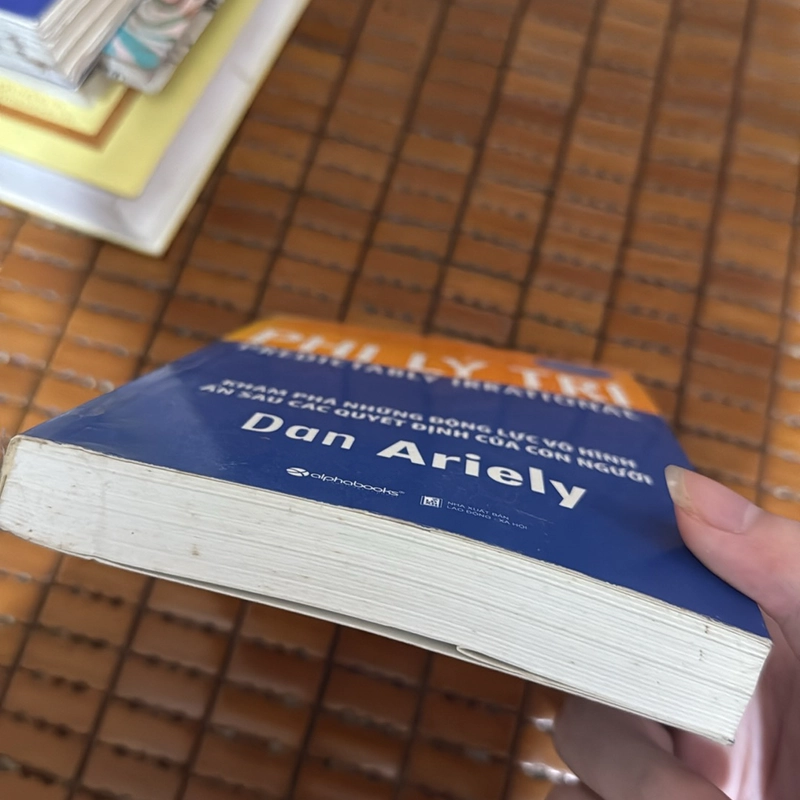 PHI LÝ TRÍ
PREDICTABLY IRRATIONAL
KHÁM PHÁ NHỮNG ĐỘNG LỰC VÔ HÌNH
ẨN SAU CÁC QUYẾT ĐỊNH CỦA CON NGƯỜI
Dan Ariely
alphabooks
NHÀ XUẤT BẢN
LAO ĐỘNG - XÃ HỘI